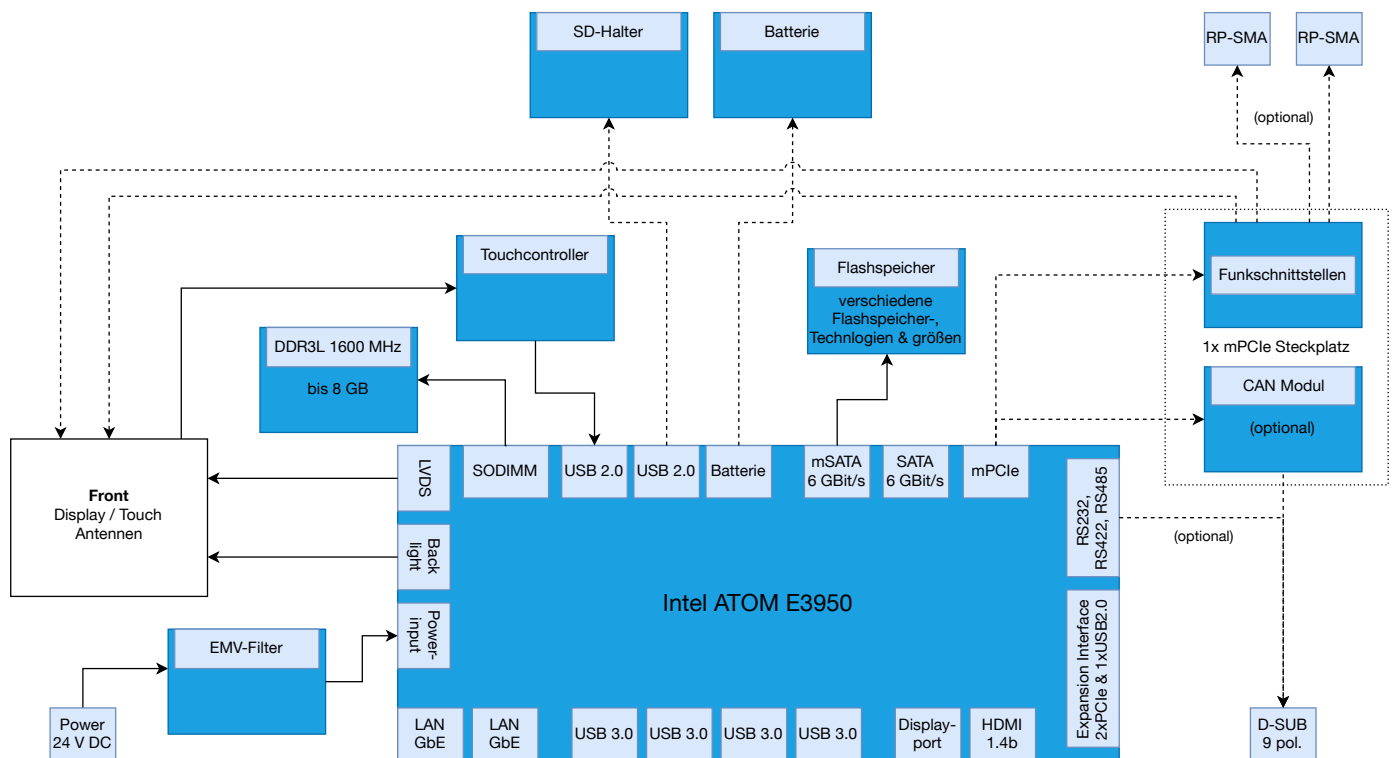 SD-Halter
Batterie
RP-SMA
RP-SMA
(optional)
Touchcontroller
Flashspeicher
verschiedene
Flashspeicher-,
Technlogien & größen
Funkschnittstellen
1x mPCIe Steckplatz
CAN Modul
(optional)
DDR3L 1600 MHz
bis 8 GB
Front
Display / Touch
Antennen
LVDS
SODIMM
USB 2.0
USB 2.0
Batterie
mSATA
6 GBit/s
SATA
6 GBit/s
mPCIe
RS232,
RS422, RS485
(optional)
Back
light
Intel ATOM E3950
Power-
input
EMV-Filter
Expansion Interface
2xPCIe & 1xUSB2.0
Power
24 V DC
LAN
GbE
LAN
GbE
USB 3.0
USB 3.0
USB 3.0
USB 3.0
Display-
port
HDMI
1.4b
D-SUB
9 pol.